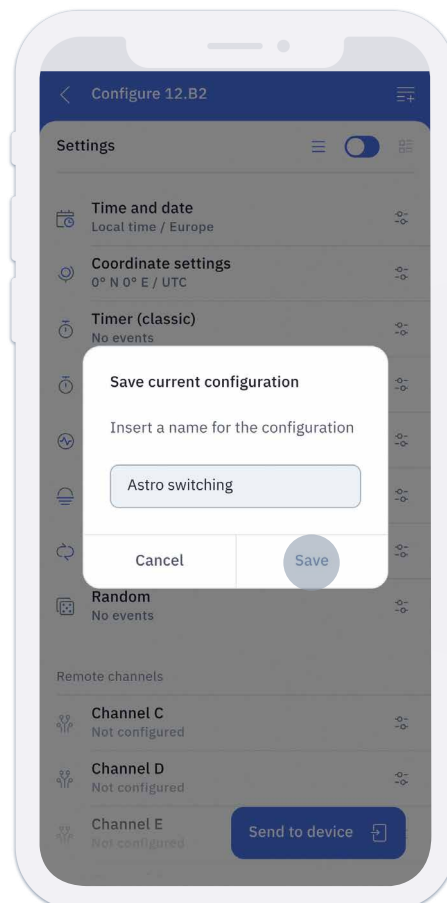 Configure 12.B2
Settings
Time and date
Local time / Europe
Coordinate settings
0° N 0° E / UTC
Timer (classic)
No events
Save current configuration
Insert a name for the configuration
Astro switching
Cancel
Save
Random
No events
Remote channels
Channel C
Not configured
Channel D
Not configured
Channel E
Not configured
Send to device